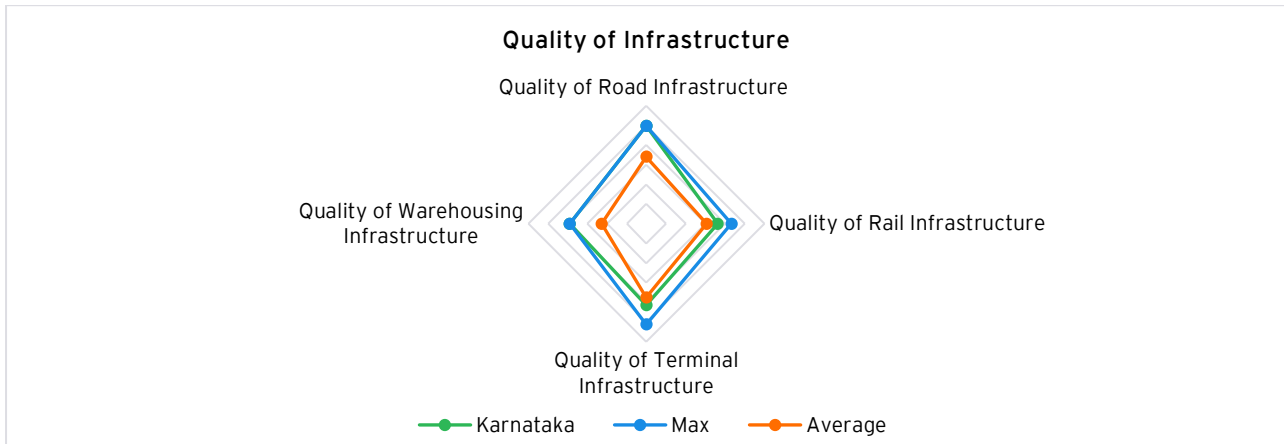 Quality of Infrastructure
Quality of Road Infrastructure
Quality of Warehousing
Infrastructure
Quality of Rail Infrastructure
Quality of Terminal
Infrastructure
Karnataka Max Average